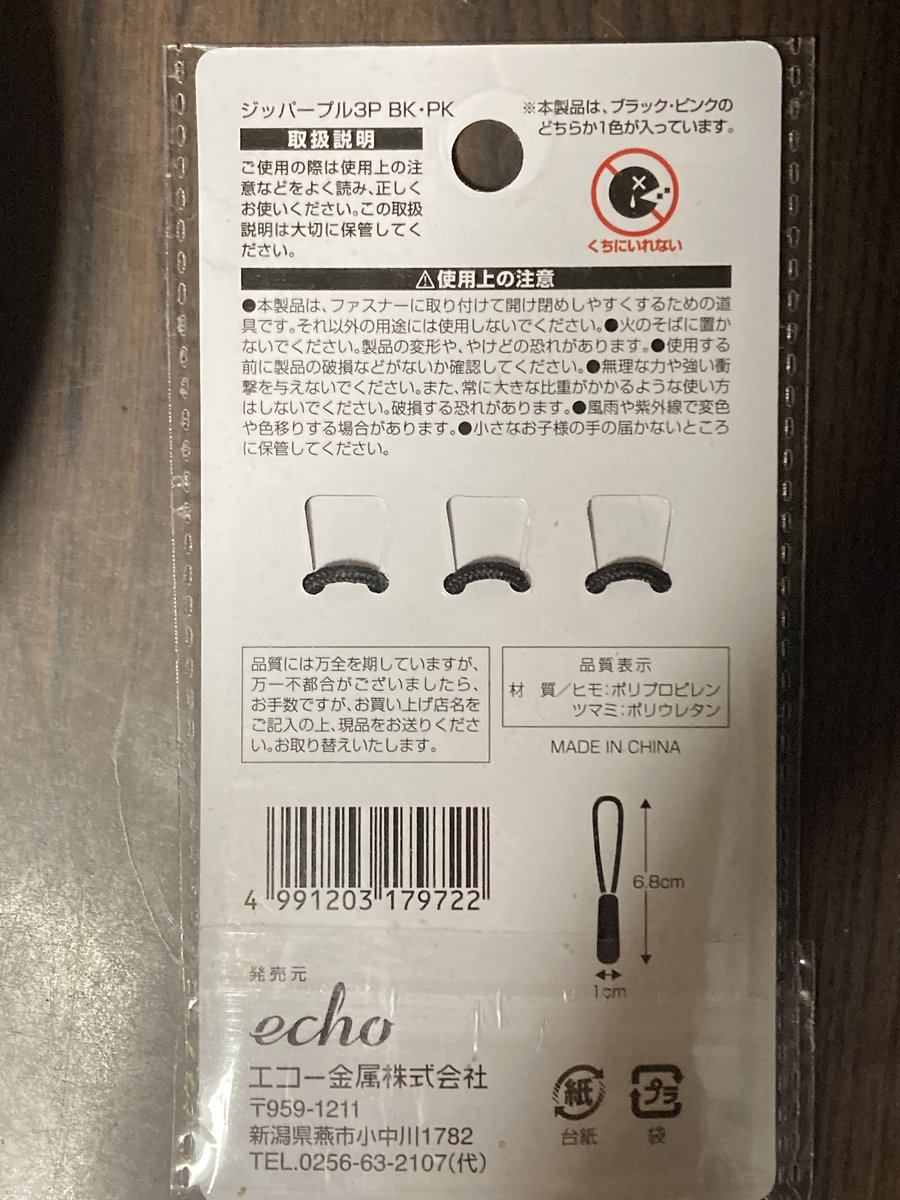 ジッパープル3P BK・PK
※本製品は、ブラック・ピンクの
どちらか1色が入っています。
取扱説明
ご使用の際は使用上の注
意などをよく読み、正しく
お使いください。この取扱
説明は大切に保管してく
ださい。
くちにいれない
⚠使用上の注意
●本製品は、ファスナーに取り付けて開け閉めしやすくするための道
具です。それ以外の用途には使用しないでください。●火のそばに置か
ないでください。製品の変形や、やけどの恐れがあります。●使用する
前に製品の破損などがないか確認してください。●無理な力や強い衝
撃を与えないでください。また、常に大きな比重がかかるような使い方
はしないでください。破損する恐れがあります。●風雨や紫外線で変色
や色移りする場合があります。●小さなお子様の手の届かないところ
に保管してください。
品質には万全を期していますが、
万一不都合がございましたら、
お手数ですが、お買い上げ店名を
ご記入の上、現品をお送りくださ
い。お取り替えいたします。
品質表示
材 質/ヒモ:ポリプロピレン
ツマミ:ポリウレタン
MADE IN CHINA
4 991203 179722
6.8cm
1cm
発売元
echo
エコー金属株式会社
〒959-1211
新潟県燕市小中川1782
TEL.0256-63-2107(代)
紙
台紙
プラ
袋